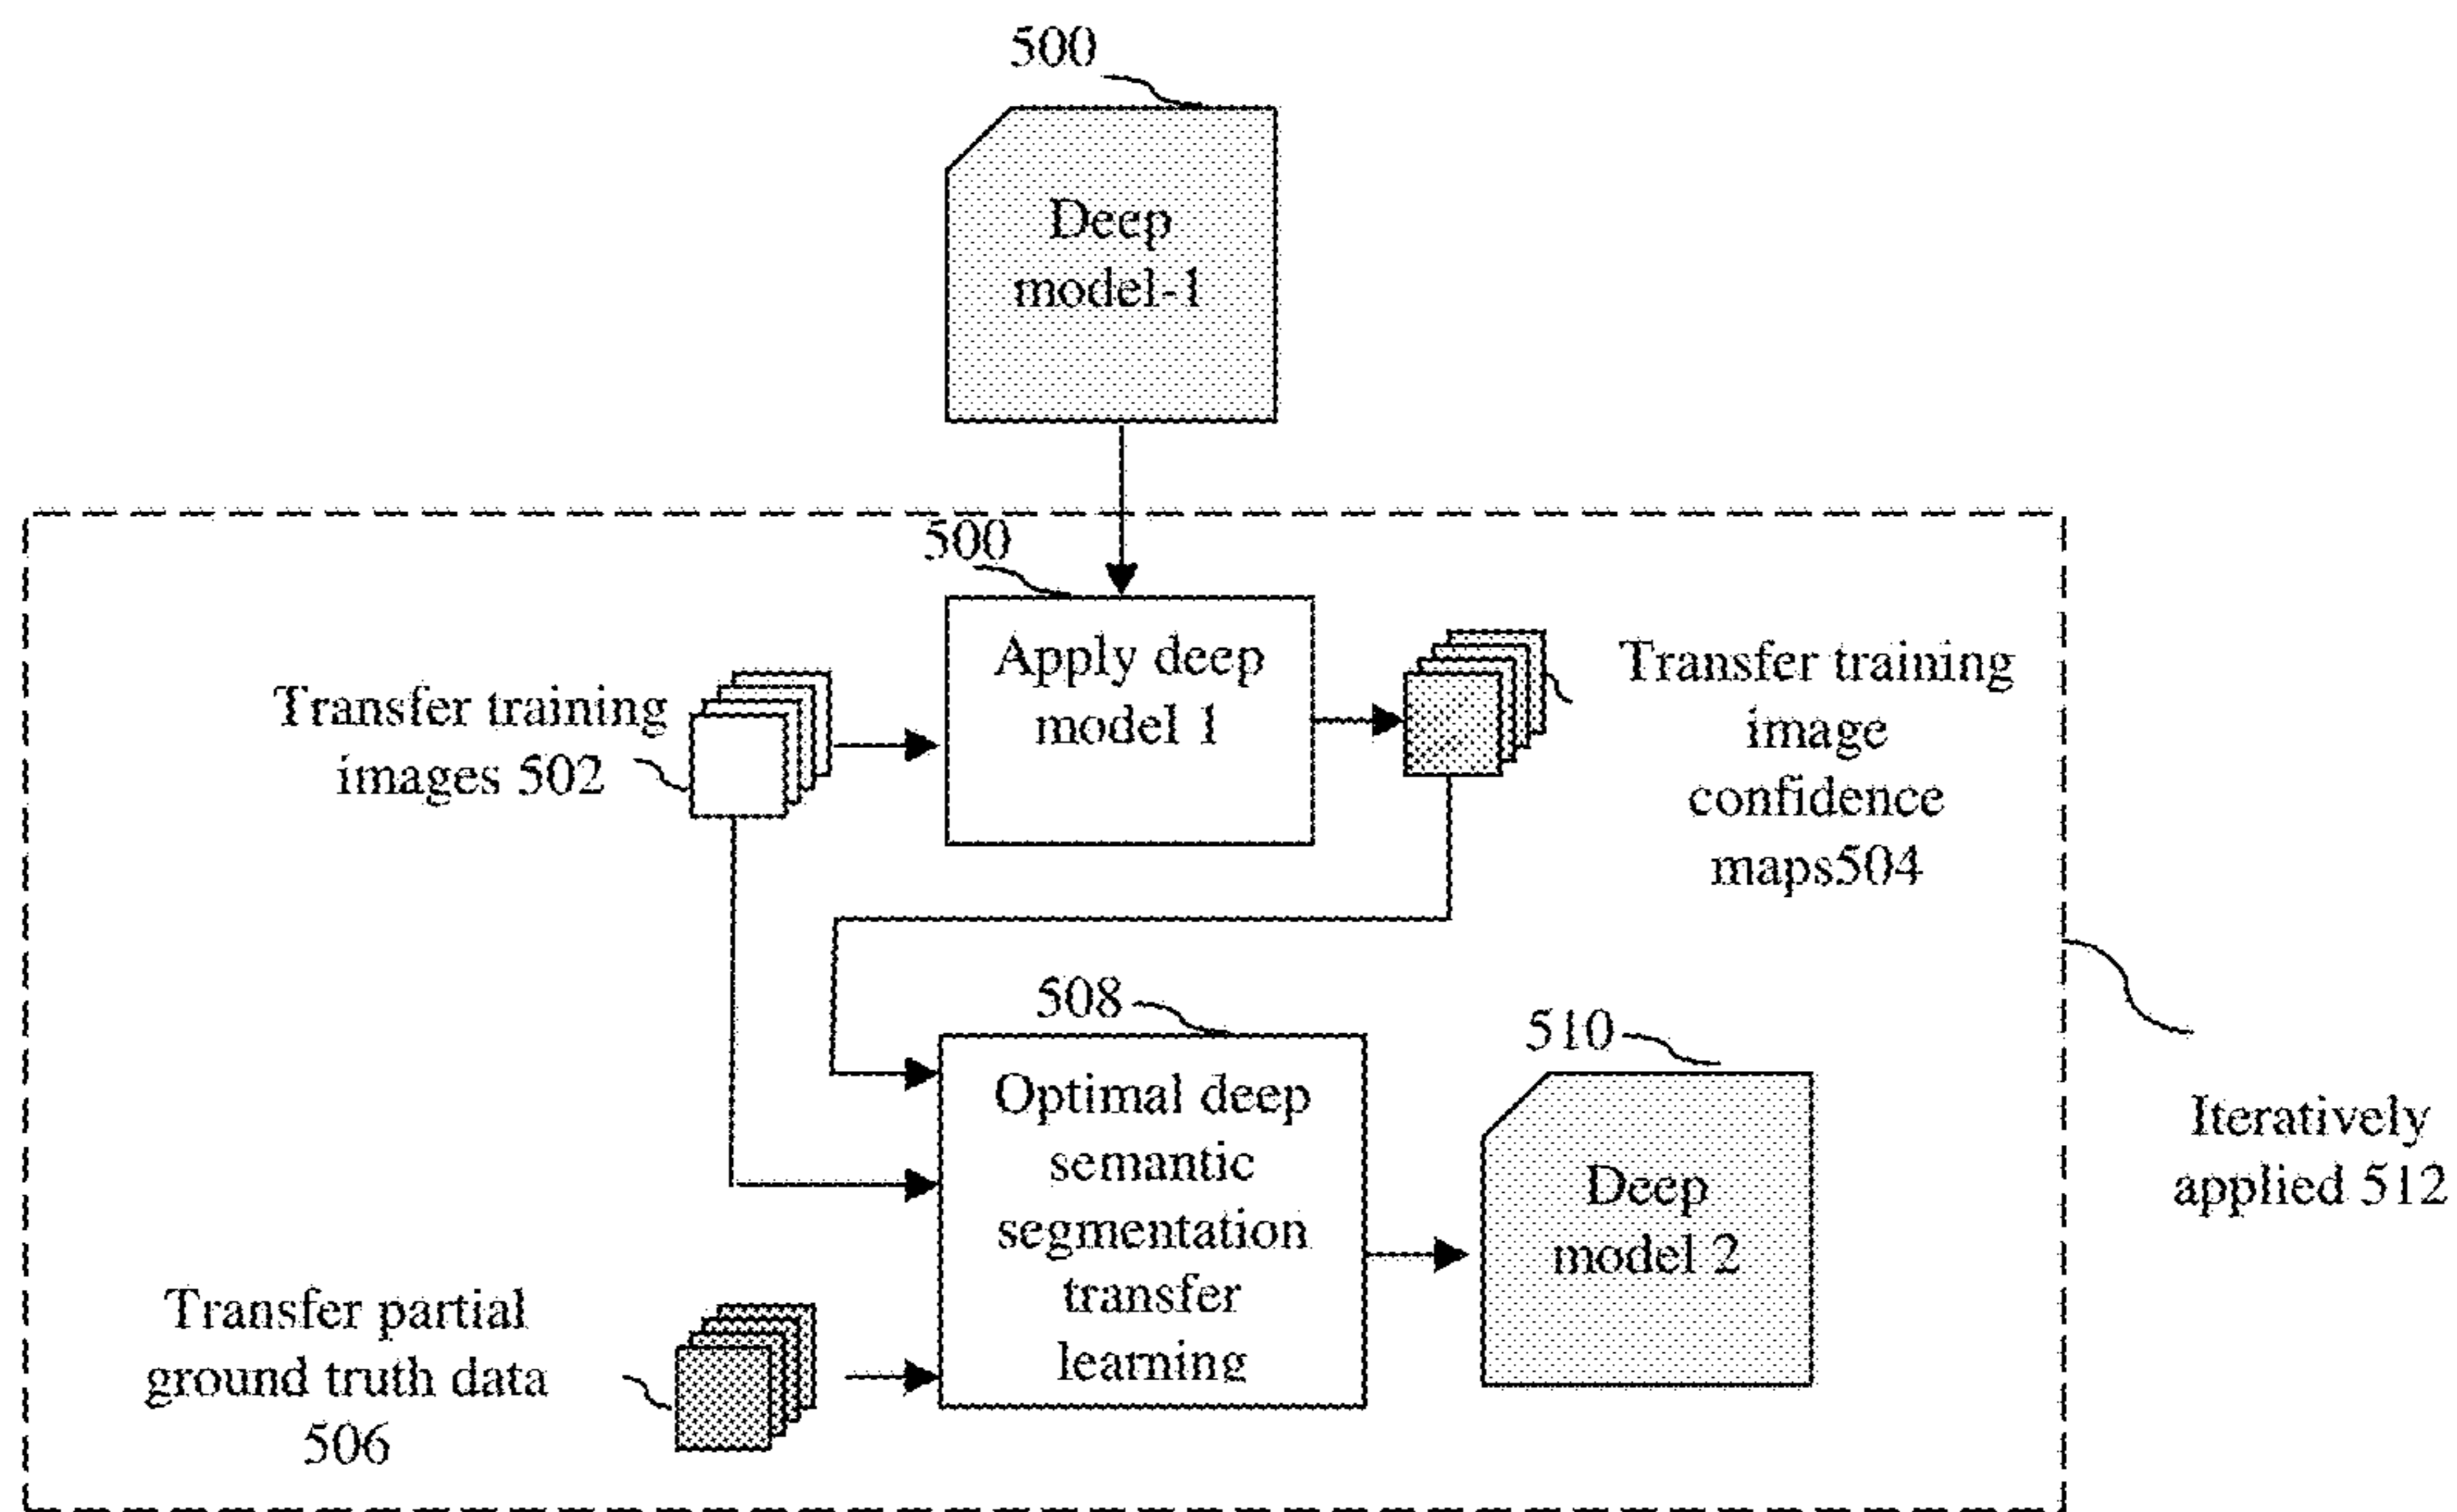 500
Deep
model-1
500
Apply deep
model 1
Transfer training
images 502
Transfer training
image
confidence
maps504
508
Optimal deep
semantic
segmentation
transfer
learning
510
Deep
model 2
Iteratively
applied 512
Transfer partial
ground truth data
506